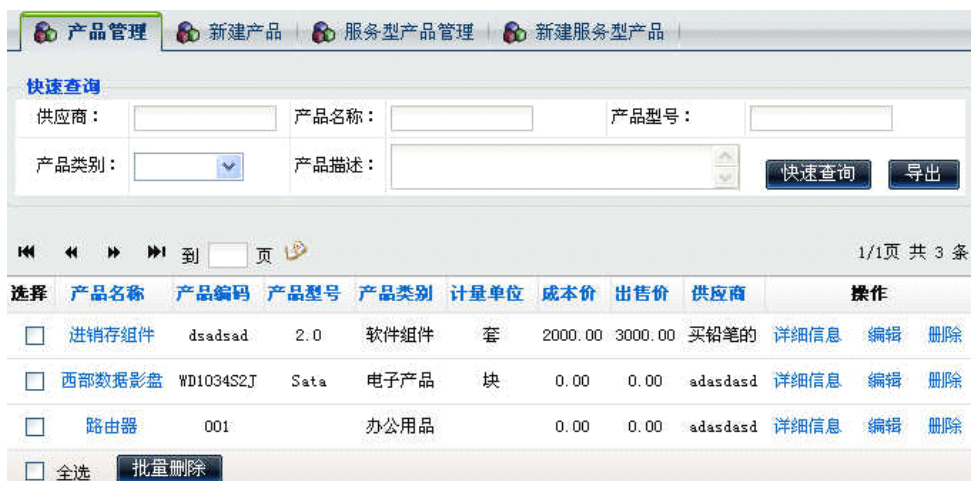 产品管理 新建产品 服务型产品管理 新建服务型产品
快速查询
供应商： 产品名称： 产品型号：
产品类别： 产品描述： 快速查询 导出
到 页 1/1页 共 3 条
选择 产品名称 产品编码 产品型号 产品类别 计量单位 成本价 出售价 供应商 操作
进销存组件 dsadsad 2.0 软件组件 套 2000.00 3000.00 买铅笔的 详细信息 编辑 删除
西部数据影盘 WD1034S2J Sata 电子产品 块 0.00 0.00 adasdasd 详细信息 编辑 删除
路由器 001 办公用品 0.00 0.00 adasdasd 详细信息 编辑 删除
全选 批量删除